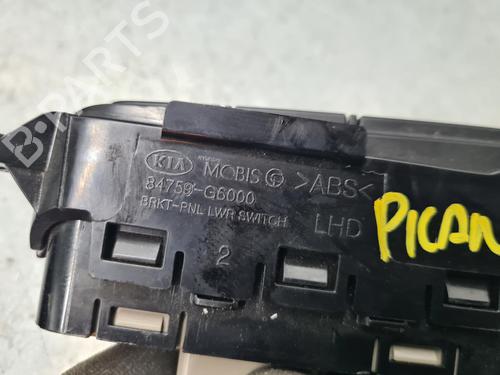 B-PARTS
KIA MOBIS >ABS<
84759-G6000
BRKT-PNL LWR SWITCH
LHD
PICAN
2